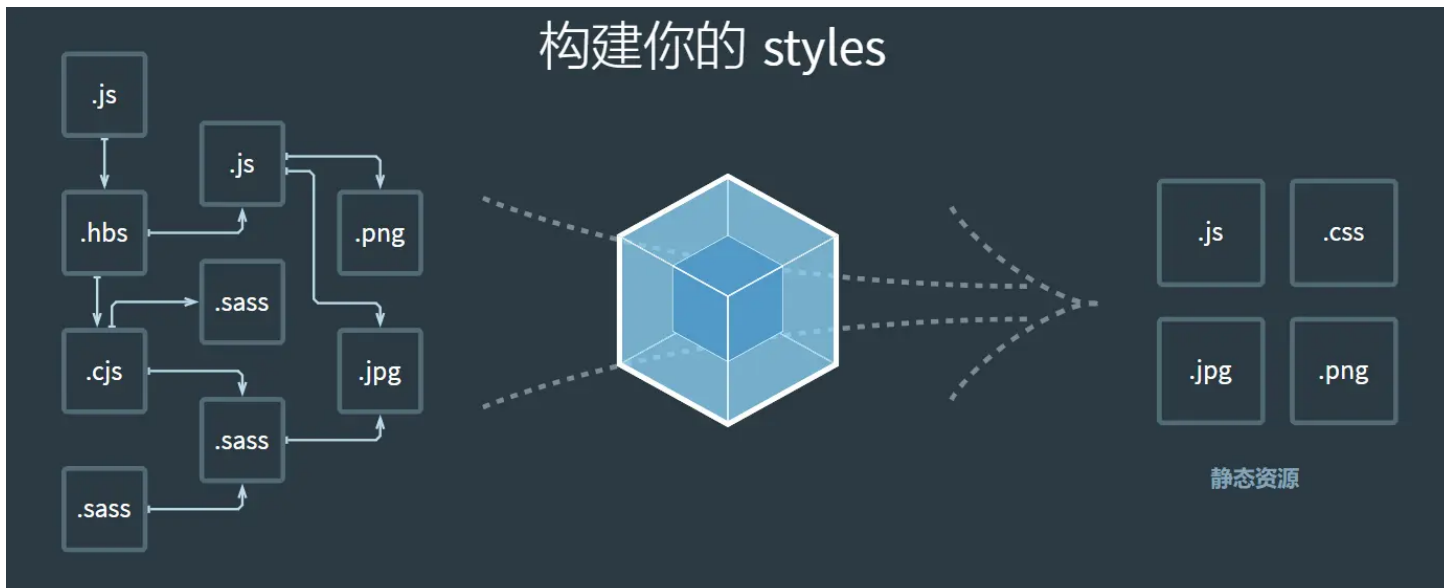 构建你的 styles
.js
.js
.hbs
.png
.sass
.cjs
.jpg
.sass
.sass
.js
.css
.jpg
.png
静态资源